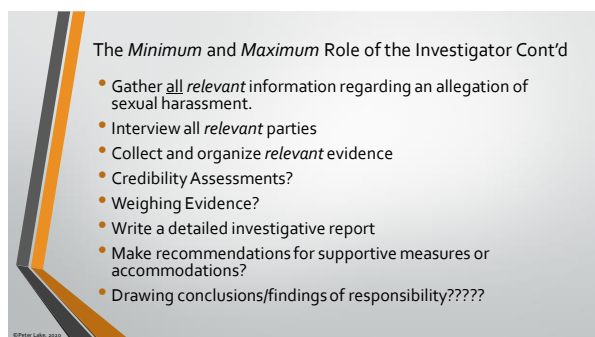 The Minimum and Maximum Role of the Investigator Cont'd
• Gather all relevant information regarding an allegation of
sexual harassment.
• Interview all relevant parties
• Collect and organize relevant evidence
• Credibility Assessments?
• Weighing Evidence?
• Write a detailed investigative report
• Make recommendations for supportive measures or
accommodations?
• Drawing conclusions/findings of responsibility?????
©Peter Lake, 2020